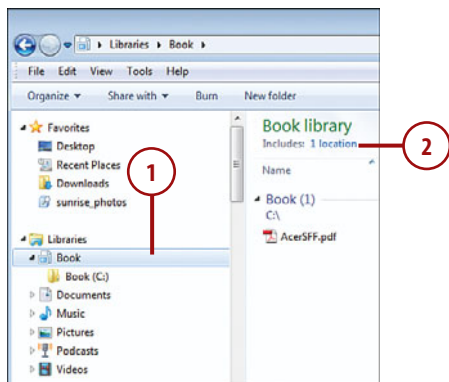 Libraries Book
File Edit View Tools Help
Organize Share with Burn New folder
Favorites
Desktop
Recent Places
Downloads
sunrise_photos
Libraries
Book
Book (C:)
Documents
Music
Pictures
Podcasts
Videos
1
Book library
Includes: 1 location
2
Name
Book (1)
C:\
AcerSFF.pdf